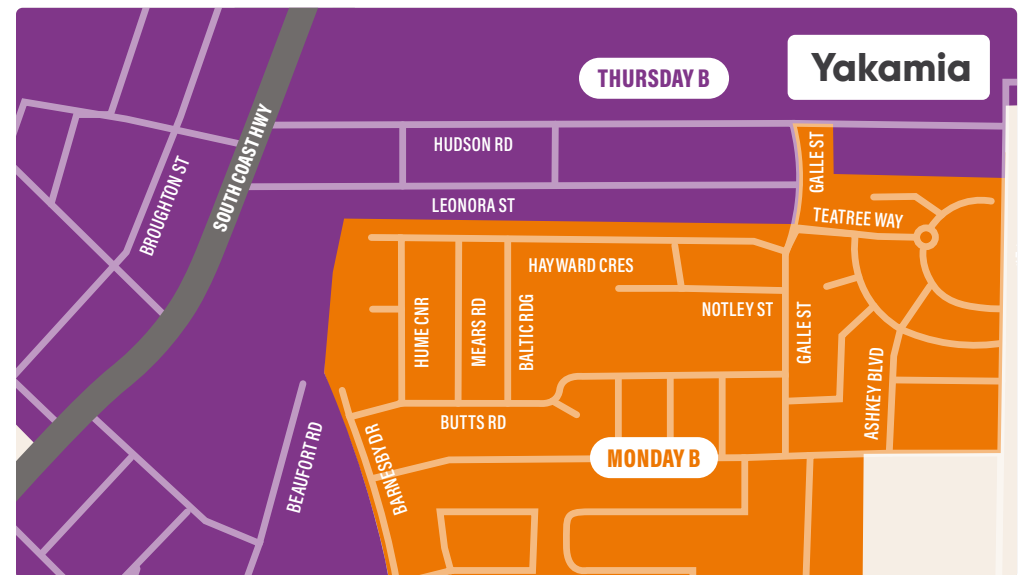 Yakamia
THURSDAY B
HUDSON RD
GALLE ST
SOUTH COAST HWY
BROUGHTON ST
LEONORA ST
TEATREE WAY
HAYWARD CRES
NOTLEY ST
HUME CNR
MEARS RD
BALTIC RDG
GALLE ST
ASHKEY BLVD
BUTTS RD
BARNESBY DR
BEAUFORT RD
MONDAY B